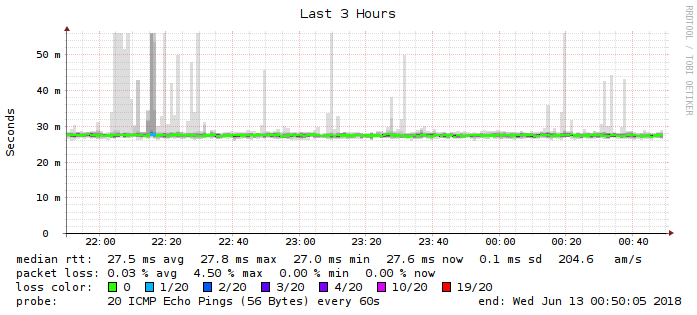 Last 3 Hours
RRDTOOL / TOBI OETIKER
Seconds
50 m
40 m
30 m
20 m
10 m
0
22:00 22:20 22:40 23:00 23:20 23:40 00:00 00:20 00:40
median rtt: 27.5 ms avg 27.8 ms max 27.0 ms min 27.6 ms now 0.1 ms sd 204.6 am/s
packet loss: 0.03 % avg 4.50 % max 0.00 % min 0.00 % now
loss color: 0 1/20 2/20 3/20 4/20 10/20 19/20
probe: 20 ICMP Echo Pings (56 Bytes) every 60s end: Wed Jun 13 00:50:05 2018